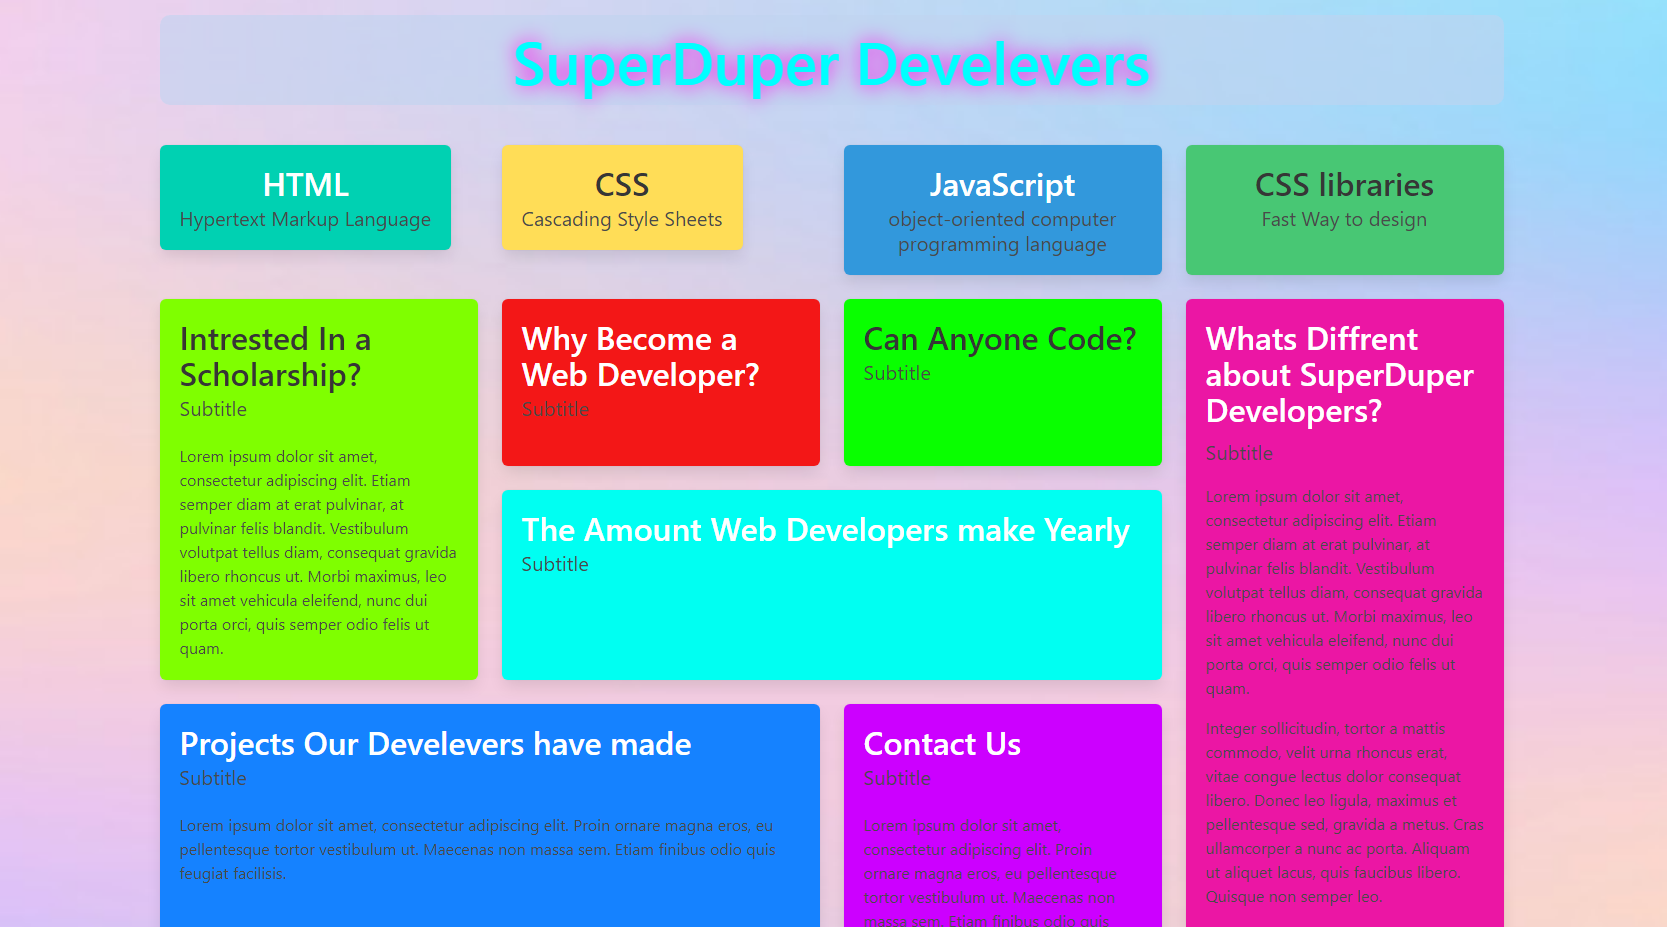 SuperDuper Develevers
HTML
Hypertext Markup Language
CSS
Cascading Style Sheets
JavaScript
object-oriented computer
programming language
CSS libraries
Fast Way to design
Intrested In a
Scholarship?
Subtitle
Lorem ipsum dolor sit amet,
consectetur adipiscing elit. Etiam
semper diam at erat pulvinar, at
pulvinar felis blandit. Vestibulum
volutpat tellus diam, consequat gravida
libero rhoncus ut. Morbi maximus, leo
sit amet vehicula eleifend, nunc dui
porta orci, quis semper odio felis ut
quam.
Why Become a
Web Developer?
Subtitle
Can Anyone Code?
Subtitle
The Amount Web Developers make Yearly
Subtitle
Whats Diffrent
about SuperDuper
Developers?
Subtitle
Lorem ipsum dolor sit amet,
consectetur adipiscing elit. Etiam
semper diam at erat pulvinar, at
pulvinar felis blandit. Vestibulum
volutpat tellus diam, consequat gravida
libero rhoncus ut. Morbi maximus, leo
sit amet vehicula eleifend, nunc dui
porta orci, quis semper odio felis ut
quam.
Integer sollicitudin, tortor a mattis
commodo, velit urna rhoncus erat,
vitae congue lectus dolor consequat
libero. Donec leo ligula, maximus et
pellentesque sed, gravida a metus. Cras
ullamcorper a nunc ac porta. Aliquam
ut aliquet lacus, quis faucibus libero.
Quisque non semper leo.
Projects Our Develevers have made
Subtitle
Lorem ipsum dolor sit amet, consectetur adipiscing elit. Proin ornare magna eros, eu
pellentesque tortor vestibulum ut. Maecenas non massa sem. Etiam finibus odio quis
feugiat facilisis.
Contact Us
Subtitle
Lorem ipsum dolor sit amet,
consectetur adipiscing elit. Proin
ornare magna eros, eu pellentesque
tortor vestibulum ut. Maecenas non
massa sem. Etiam finibus odio quis